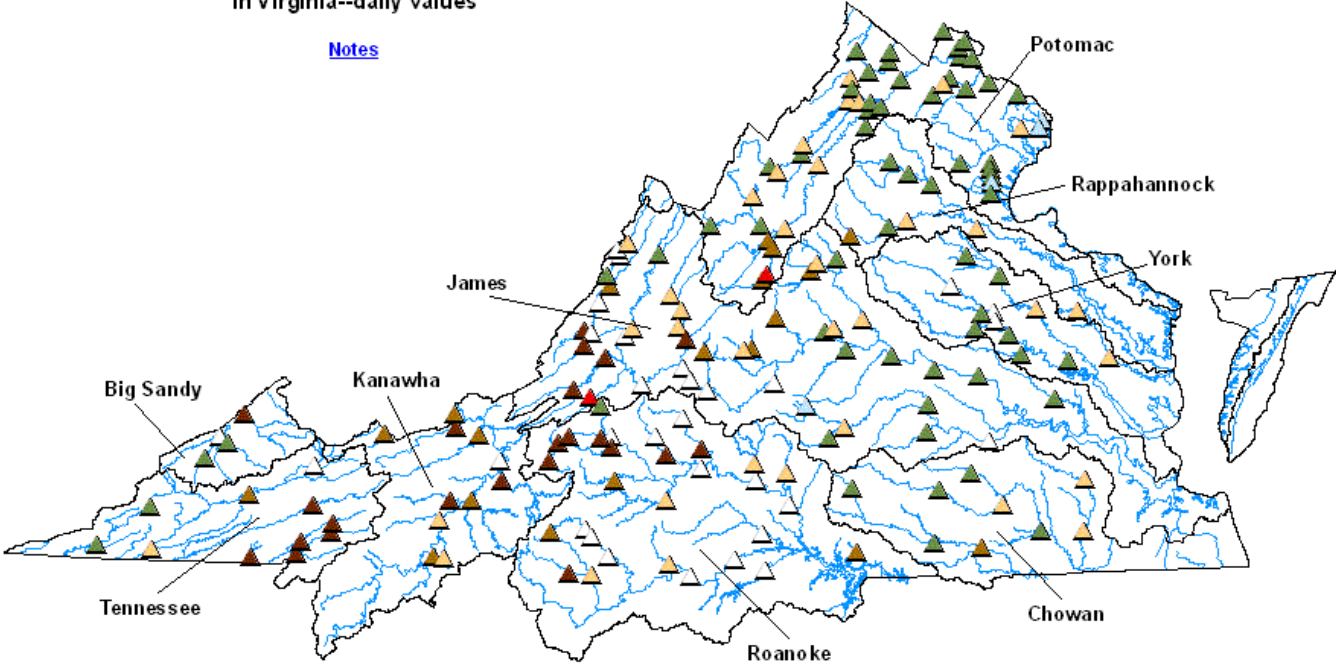 in Virginia--daily values
Notes
Potomac
Rappahannock
York
James
Kanawha
Big Sandy
Tennessee
Chowan
Roanoke